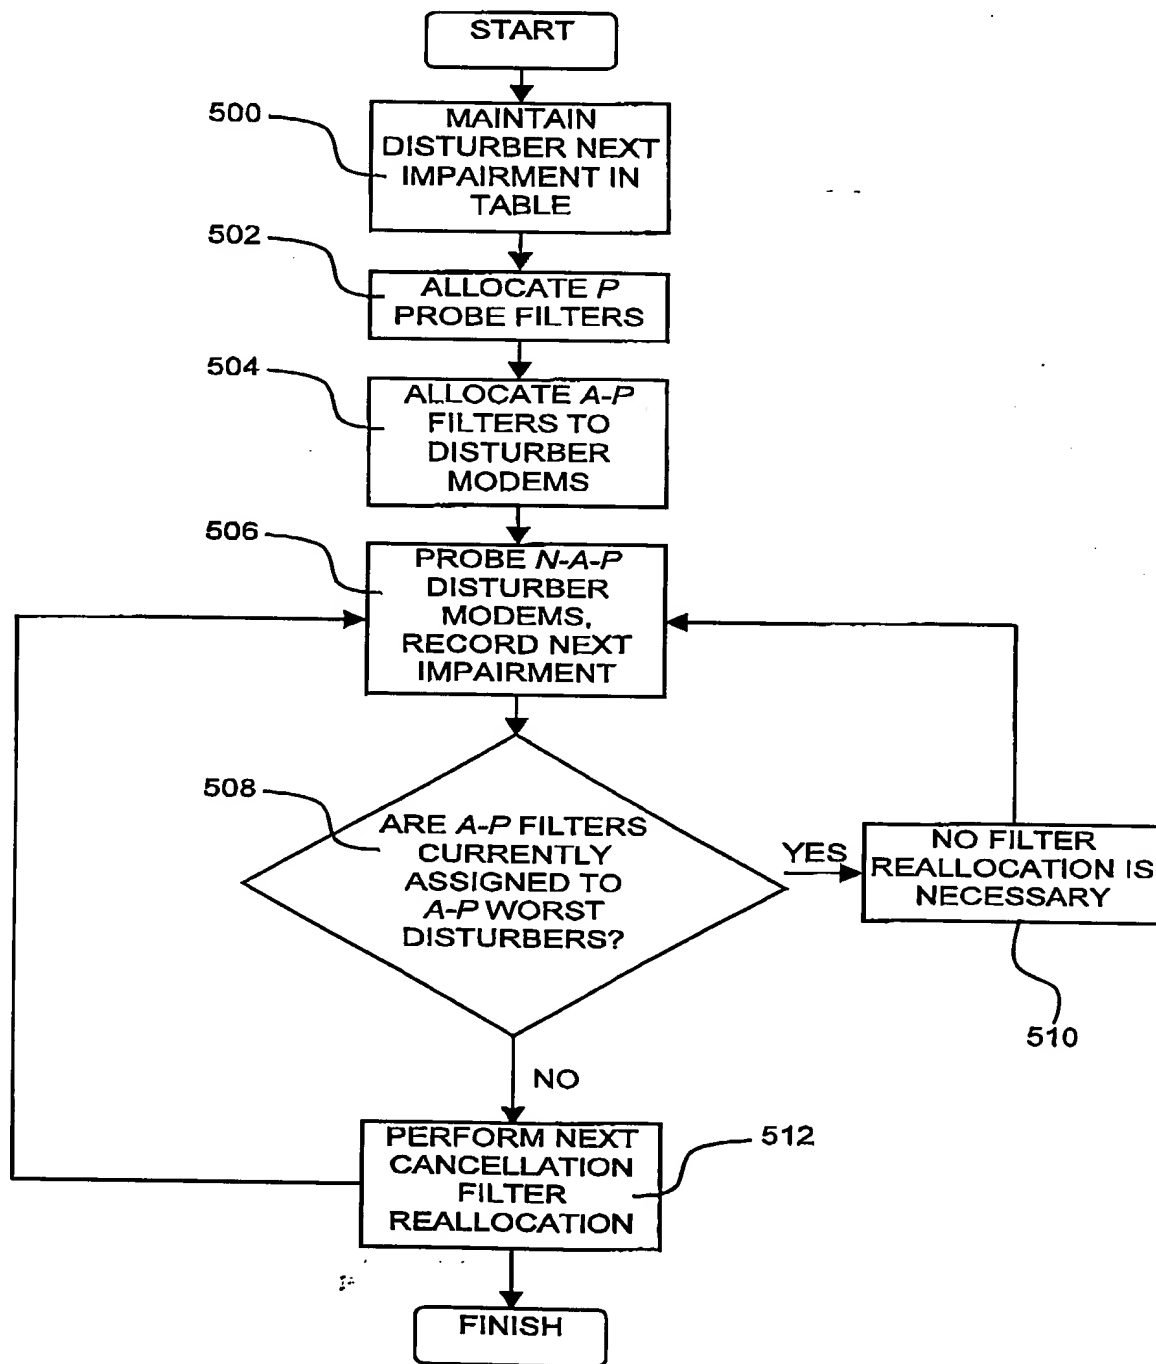 START
500
MAINTAIN
DISTURBER NEXT
IMPAIRMENT IN
TABLE
502
ALLOCATE P
PROBE FILTERS
504
ALLOCATE A-P
FILTERS TO
DISTURBER
MODEMS
506
PROBE N-A-P
DISTURBER
MODEMS,
RECORD NEXT
IMPAIRMENT
508
ARE A-P FILTERS
CURRENTLY
ASSIGNED TO
A-P WORST
DISTURBERS?
YES
NO FILTER
REALLOCATION IS
NECESSARY
510
NO
PERFORM NEXT
CANCELLATION
FILTER
REALLOCATION
512
FINISH